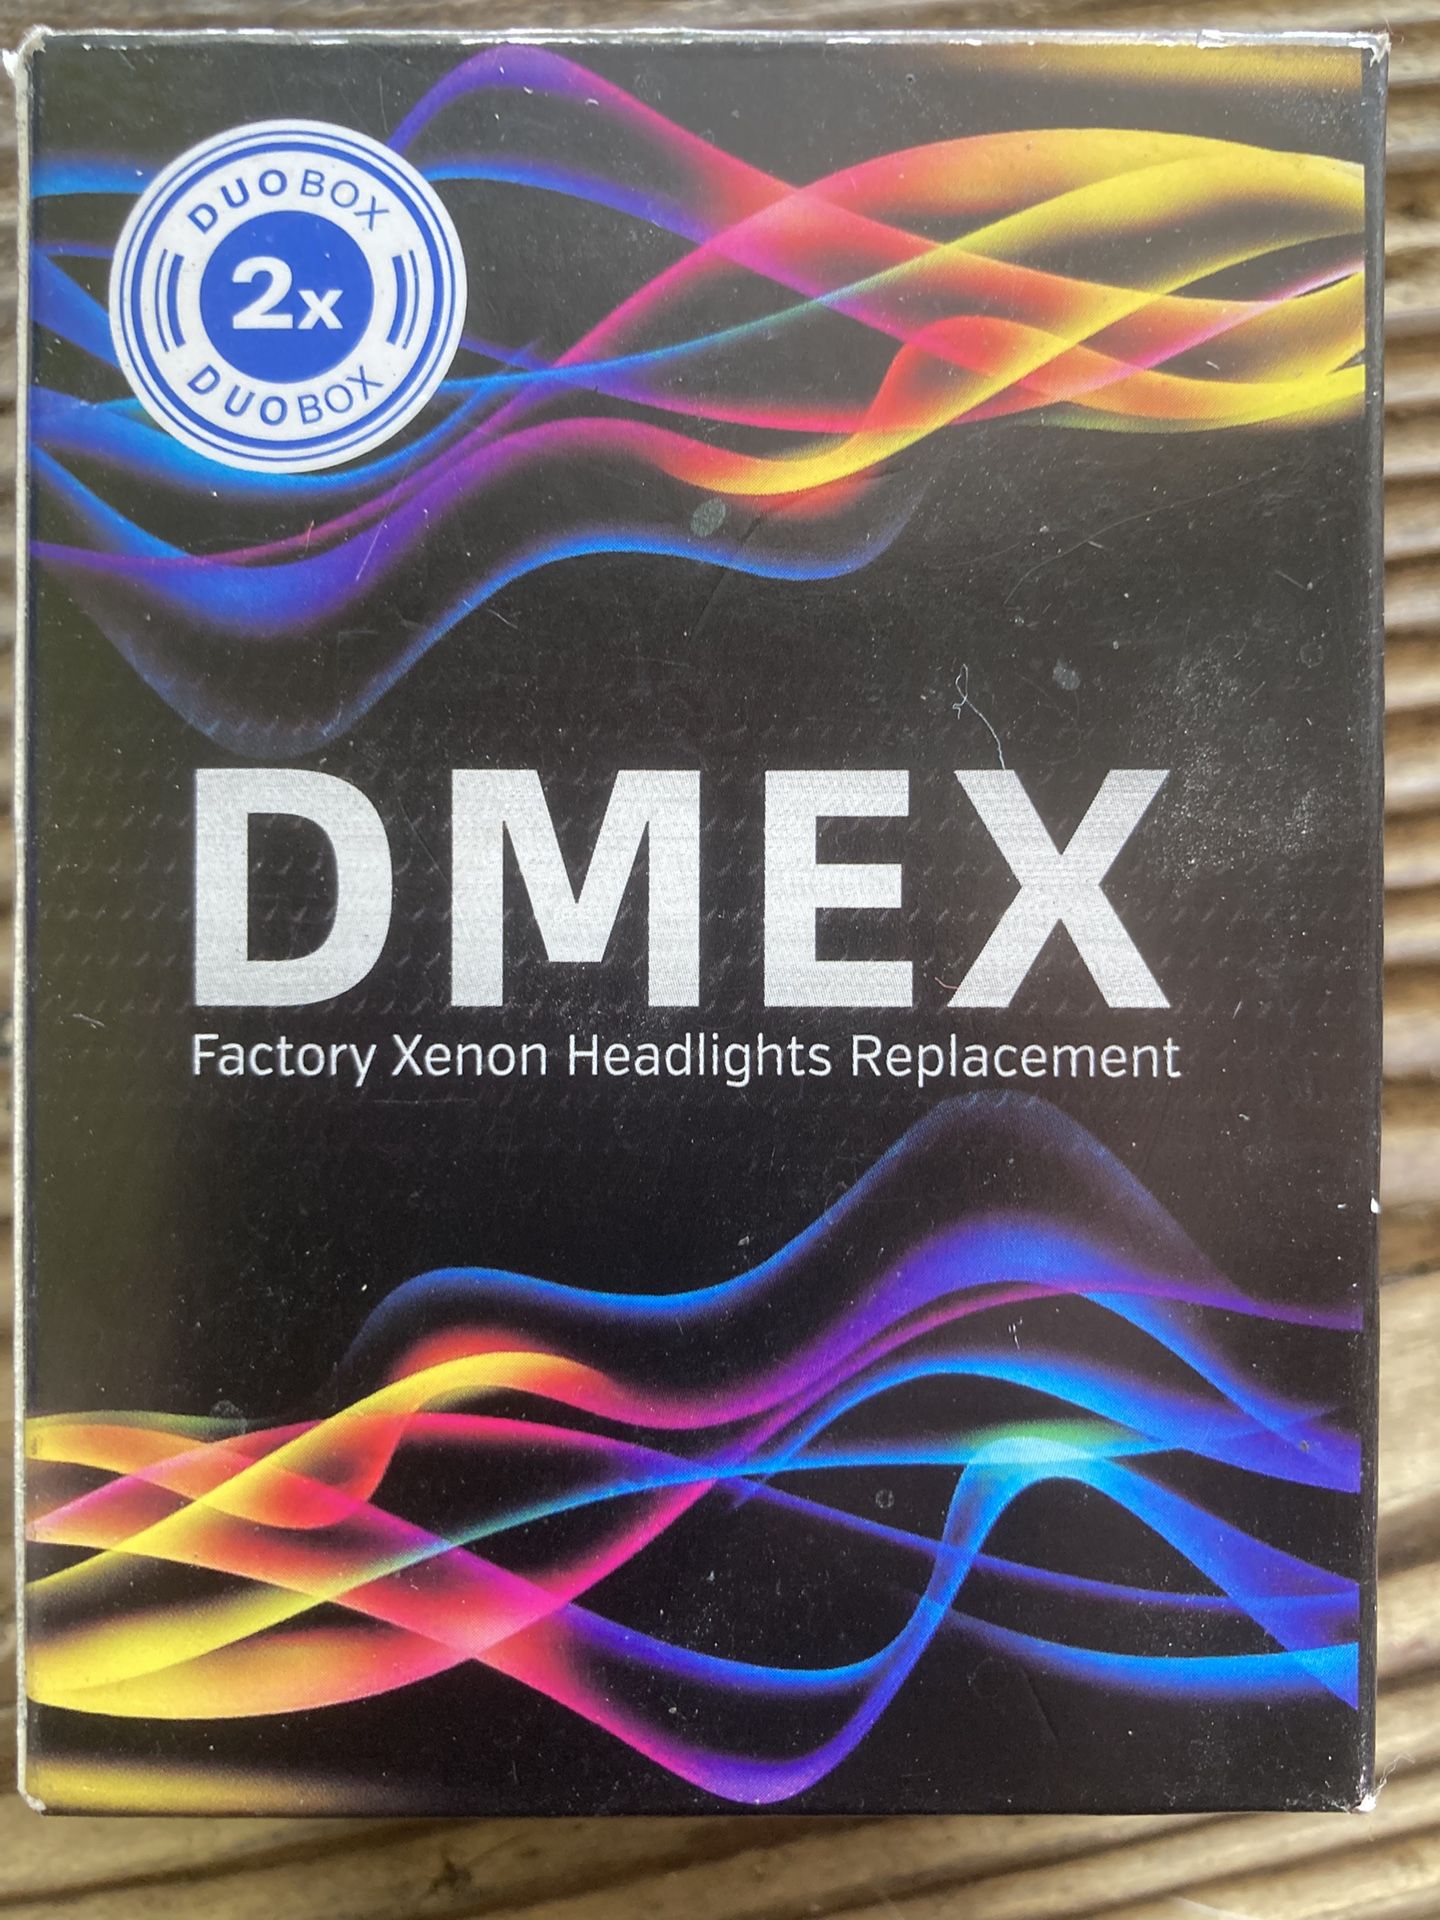 DUOBOX
2x
DUOBOX
DMEX
Factory Xenon Headlights Replacement